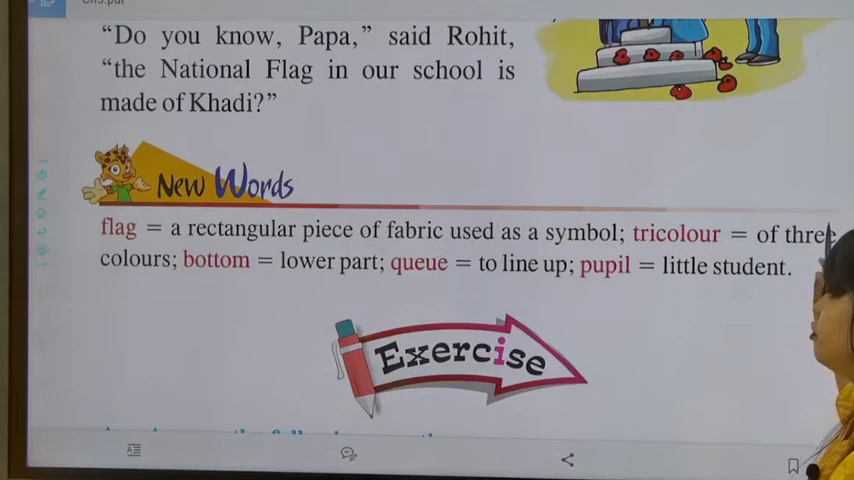 Ch5.pdf
“Do you know, Papa,” said Rohit,
“the National Flag in our school is
made of Khadi?”
New Words
flag = a rectangular piece of fabric used as a symbol; tricolour = of three
colours; bottom = lower part; queue = to line up; pupil = little student.
Exercise